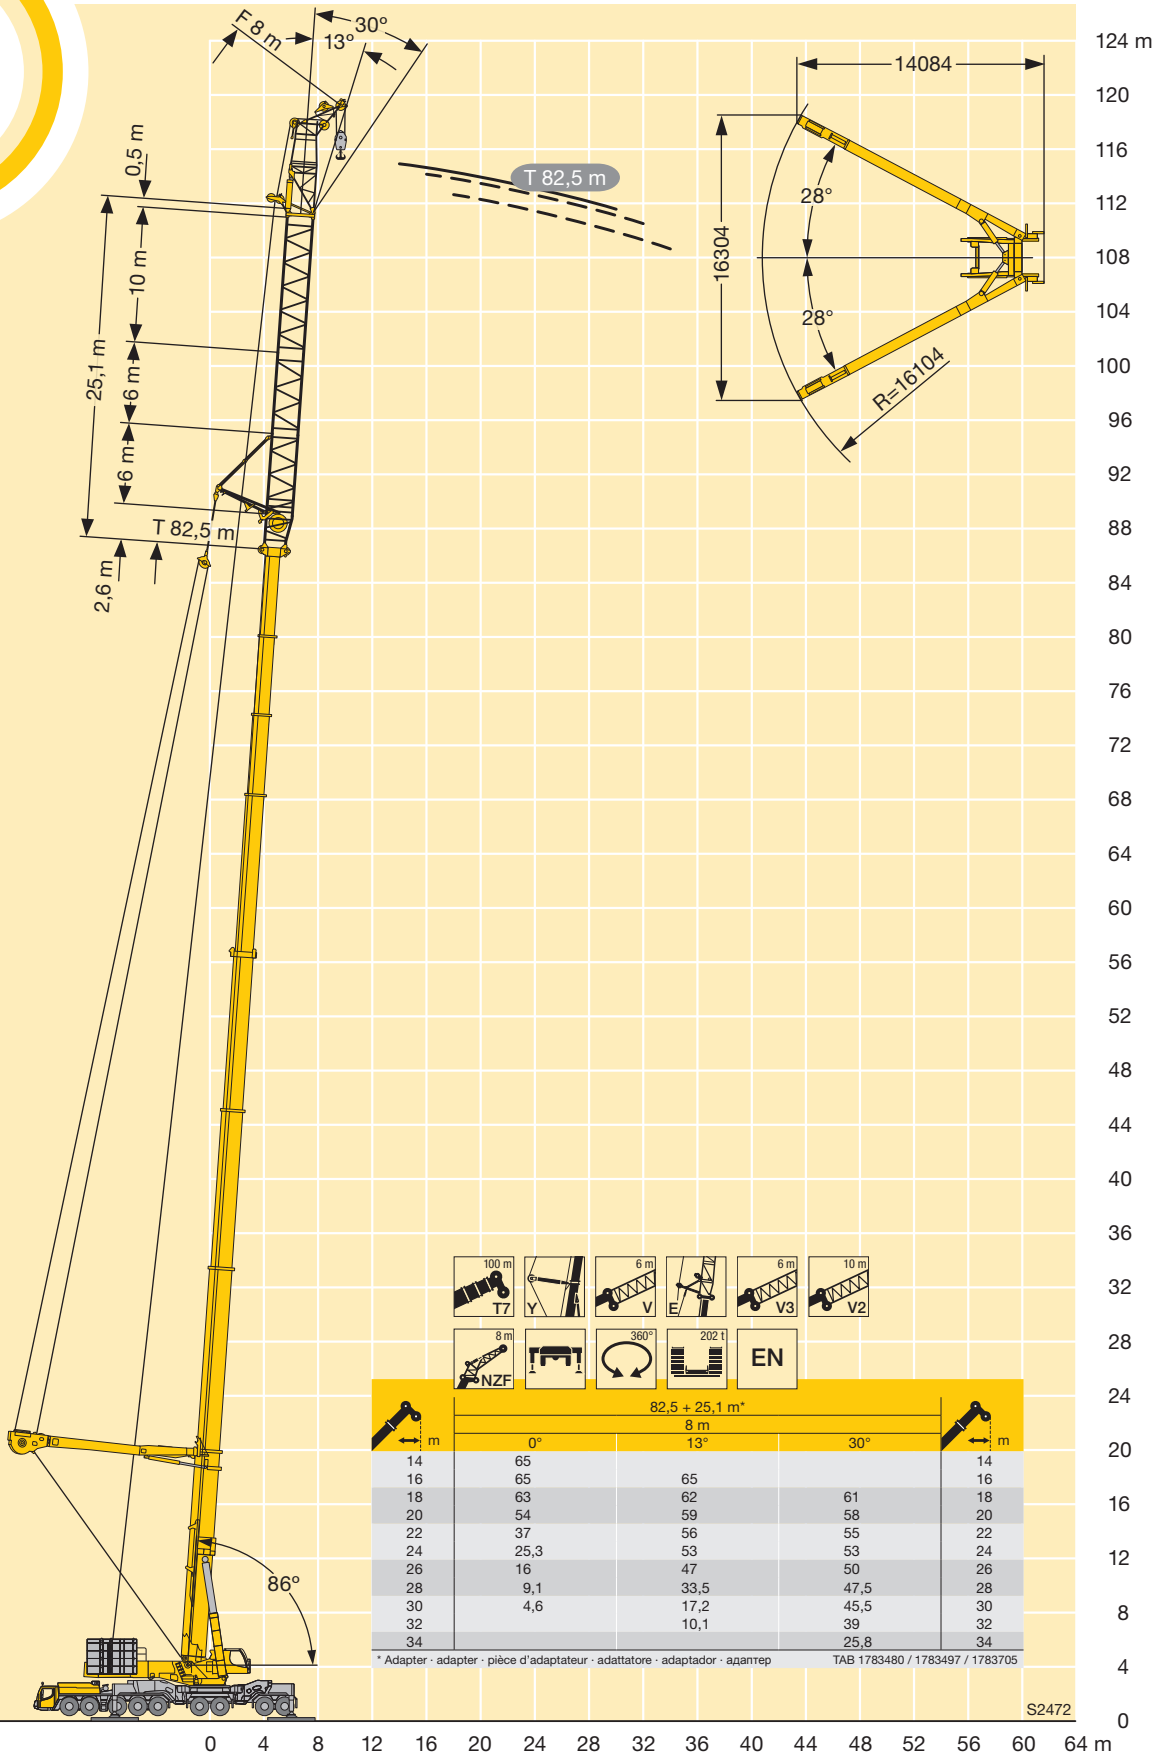 F 8 m
30°
13°
124 m
14084
120
0,5 m
116
T 82,5 m
28°
112
10 m
16304
108
28°
104
25,1 m
6 m
R=16104
100
96
6 m
92
T 82,5 m
88
2,6 m
84
80
76
72
68
64
60
56
52
48
44
40
36
32
28
24
20
16
12
8
4
0
100 m
T7
Y
6 m
V
E
6 m
V3
10 m
V2
8 m
NZF
360°
202 t
EN
82,5 + 25,1 m*
8 m
m 0° 13° 30° m
14 65 14
16 65 65 16
18 63 62 61 18
20 54 59 58 20
22 37 56 55 22
24 25,3 53 53 24
26 16 47 50 26
28 9,1 33,5 47,5 28
30 4,6 17,2 45,5 30
32 10,1 39 32
34 25,8 34
* Adapter · adapter · pièce d'adaptateur · adattatore · adaptador · адаптер TAB 1783480 / 1783497 / 1783705
86°
S2472
0 4 8 12 16 20 24 28 32 36 40 44 48 52 56 60 64 m